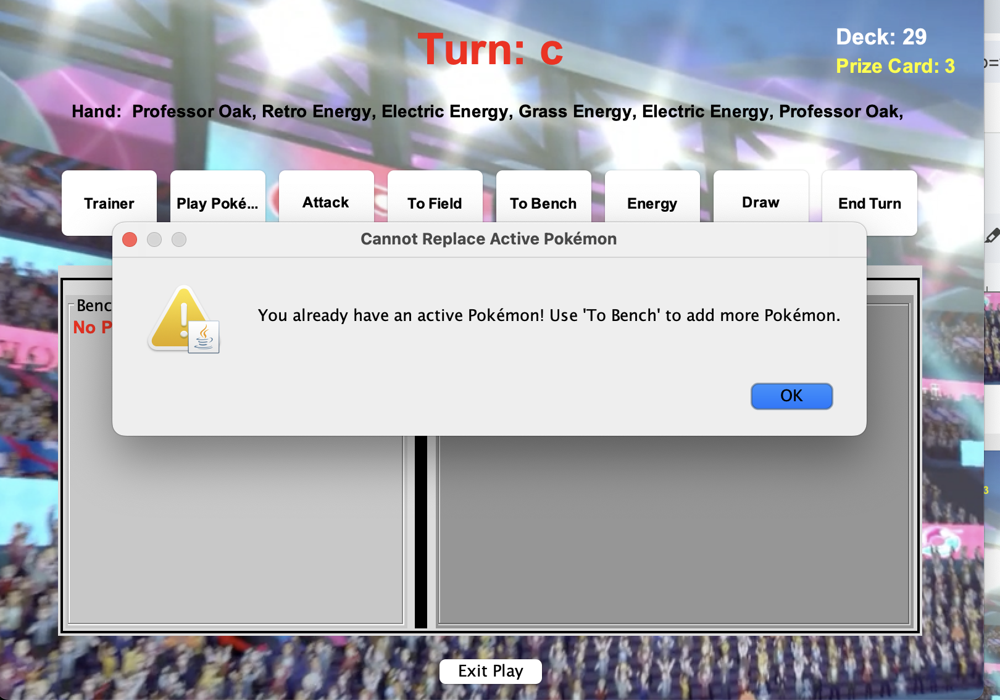 Turn: c
Deck: 29
Prize Card: 3
Hand: Professor Oak, Retro Energy, Electric Energy, Grass Energy, Electric Energy, Professor Oak,
Trainer
Play Poké...
Attack
To Field
To Bench
Energy
Draw
End Turn
Cannot Replace Active Pokémon
You already have an active Pokémon! Use 'To Bench' to add more Pokémon.
OK
Benc
No P
3
Exit Play